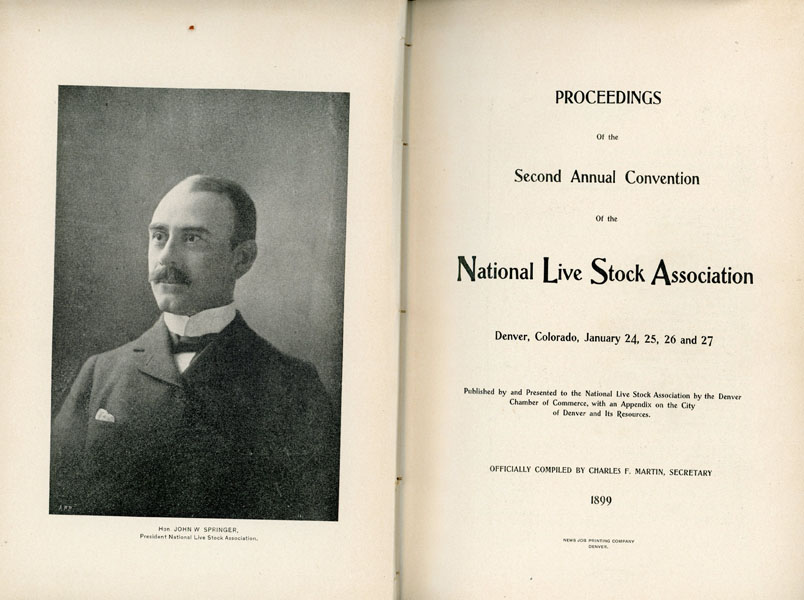 Hon. JOHN W. SPRINGER,
President National Live Stock Association.
PROCEEDINGS
Of the
Second Annual Convention
Of the
National Live Stock Association
Denver, Colorado, January 24, 25, 26 and 27
Published by and Presented to the National Live Stock Association by the Denver
Chamber of Commerce, with an Appendix on the City
of Denver and Its Resources.
OFFICIALLY COMPILED BY CHARLES F. MARTIN, SECRETARY
1899
NEWS JOB PRINTING COMPANY
DENVER.